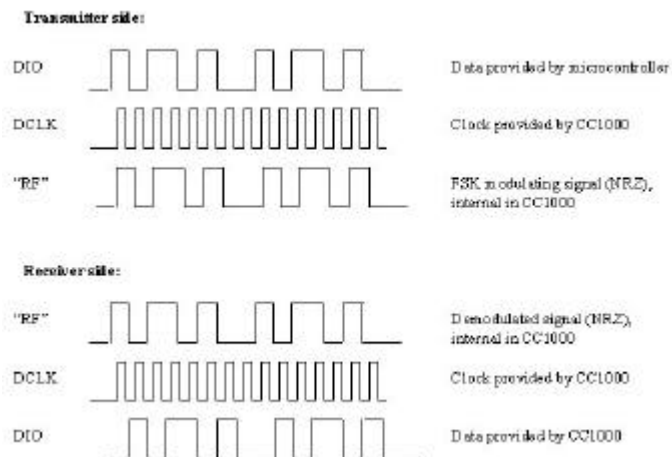 Transmitter side:
DIO Data provided by microcontroller
DCLK Clock provided by CC1000
"RF" FSK modulating signal (NRZ),
internal in CC1000
Receiver side:
"RF" Demodulated signal (NRZ),
internal in CC1000
DCLK Clock provided by CC1000
DIO Data provided by CC1000